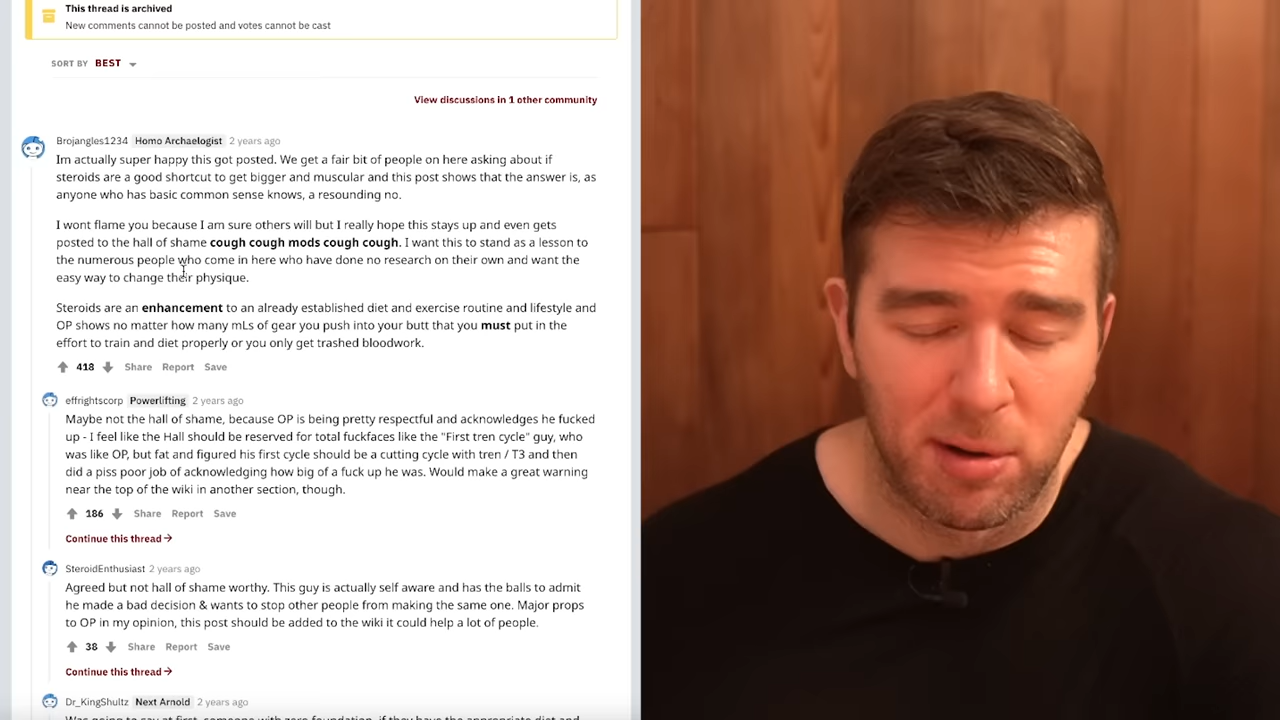 This thread is archived
New comments cannot be posted and votes cannot be cast
SORT BY BEST
View discussions in 1 other community
Brojangles1234 Homo Archaelogist 2 years ago
Im actually super happy this got posted. We get a fair bit of people on here asking about if
steroids are a good shortcut to get bigger and muscular and this post shows that the answer is, as
anyone who has basic common sense knows, a resounding no.
I wont flame you because I am sure others will but I really hope this stays up and even gets
posted to the hall of shame cough cough mods cough cough. I want this to stand as a lesson to
the numerous people who come in here who have done no research on their own and want the
easy way to change their physique.
Steroids are an enhancement to an already established diet and exercise routine and lifestyle and
OP shows no matter how many mLs of gear you push into your butt that you must put in the
effort to train and diet properly or you only get trashed bloodwork.
418 Share Report Save
effrightscorp Powerlifting 2 years ago
Maybe not the hall of shame, because OP is being pretty respectful and acknowledges he fucked
up - I feel like the Hall should be reserved for total fuckfaces like the "First tren cycle" guy, who
was like OP, but fat and figured his first cycle should be a cutting cycle with tren / T3 and then
did a piss poor job of acknowledging how big of a fuck up he was. Would make a great warning
near the top of the wiki in another section, though.
186 Share Report Save
Continue this thread
SteroidEnthusiast 2 years ago
Agreed but not hall of shame worthy. This guy is actually self aware and has the balls to admit
he made a bad decision & wants to stop other people from making the same one. Major props
to OP in my opinion, this post should be added to the wiki it could help a lot of people.
38 Share Report Save
Continue this thread
Dr_KingShultz Next Arnold 2 years ago
Was going to say at first, someone with zero foundation, if they have the appropriate diet and